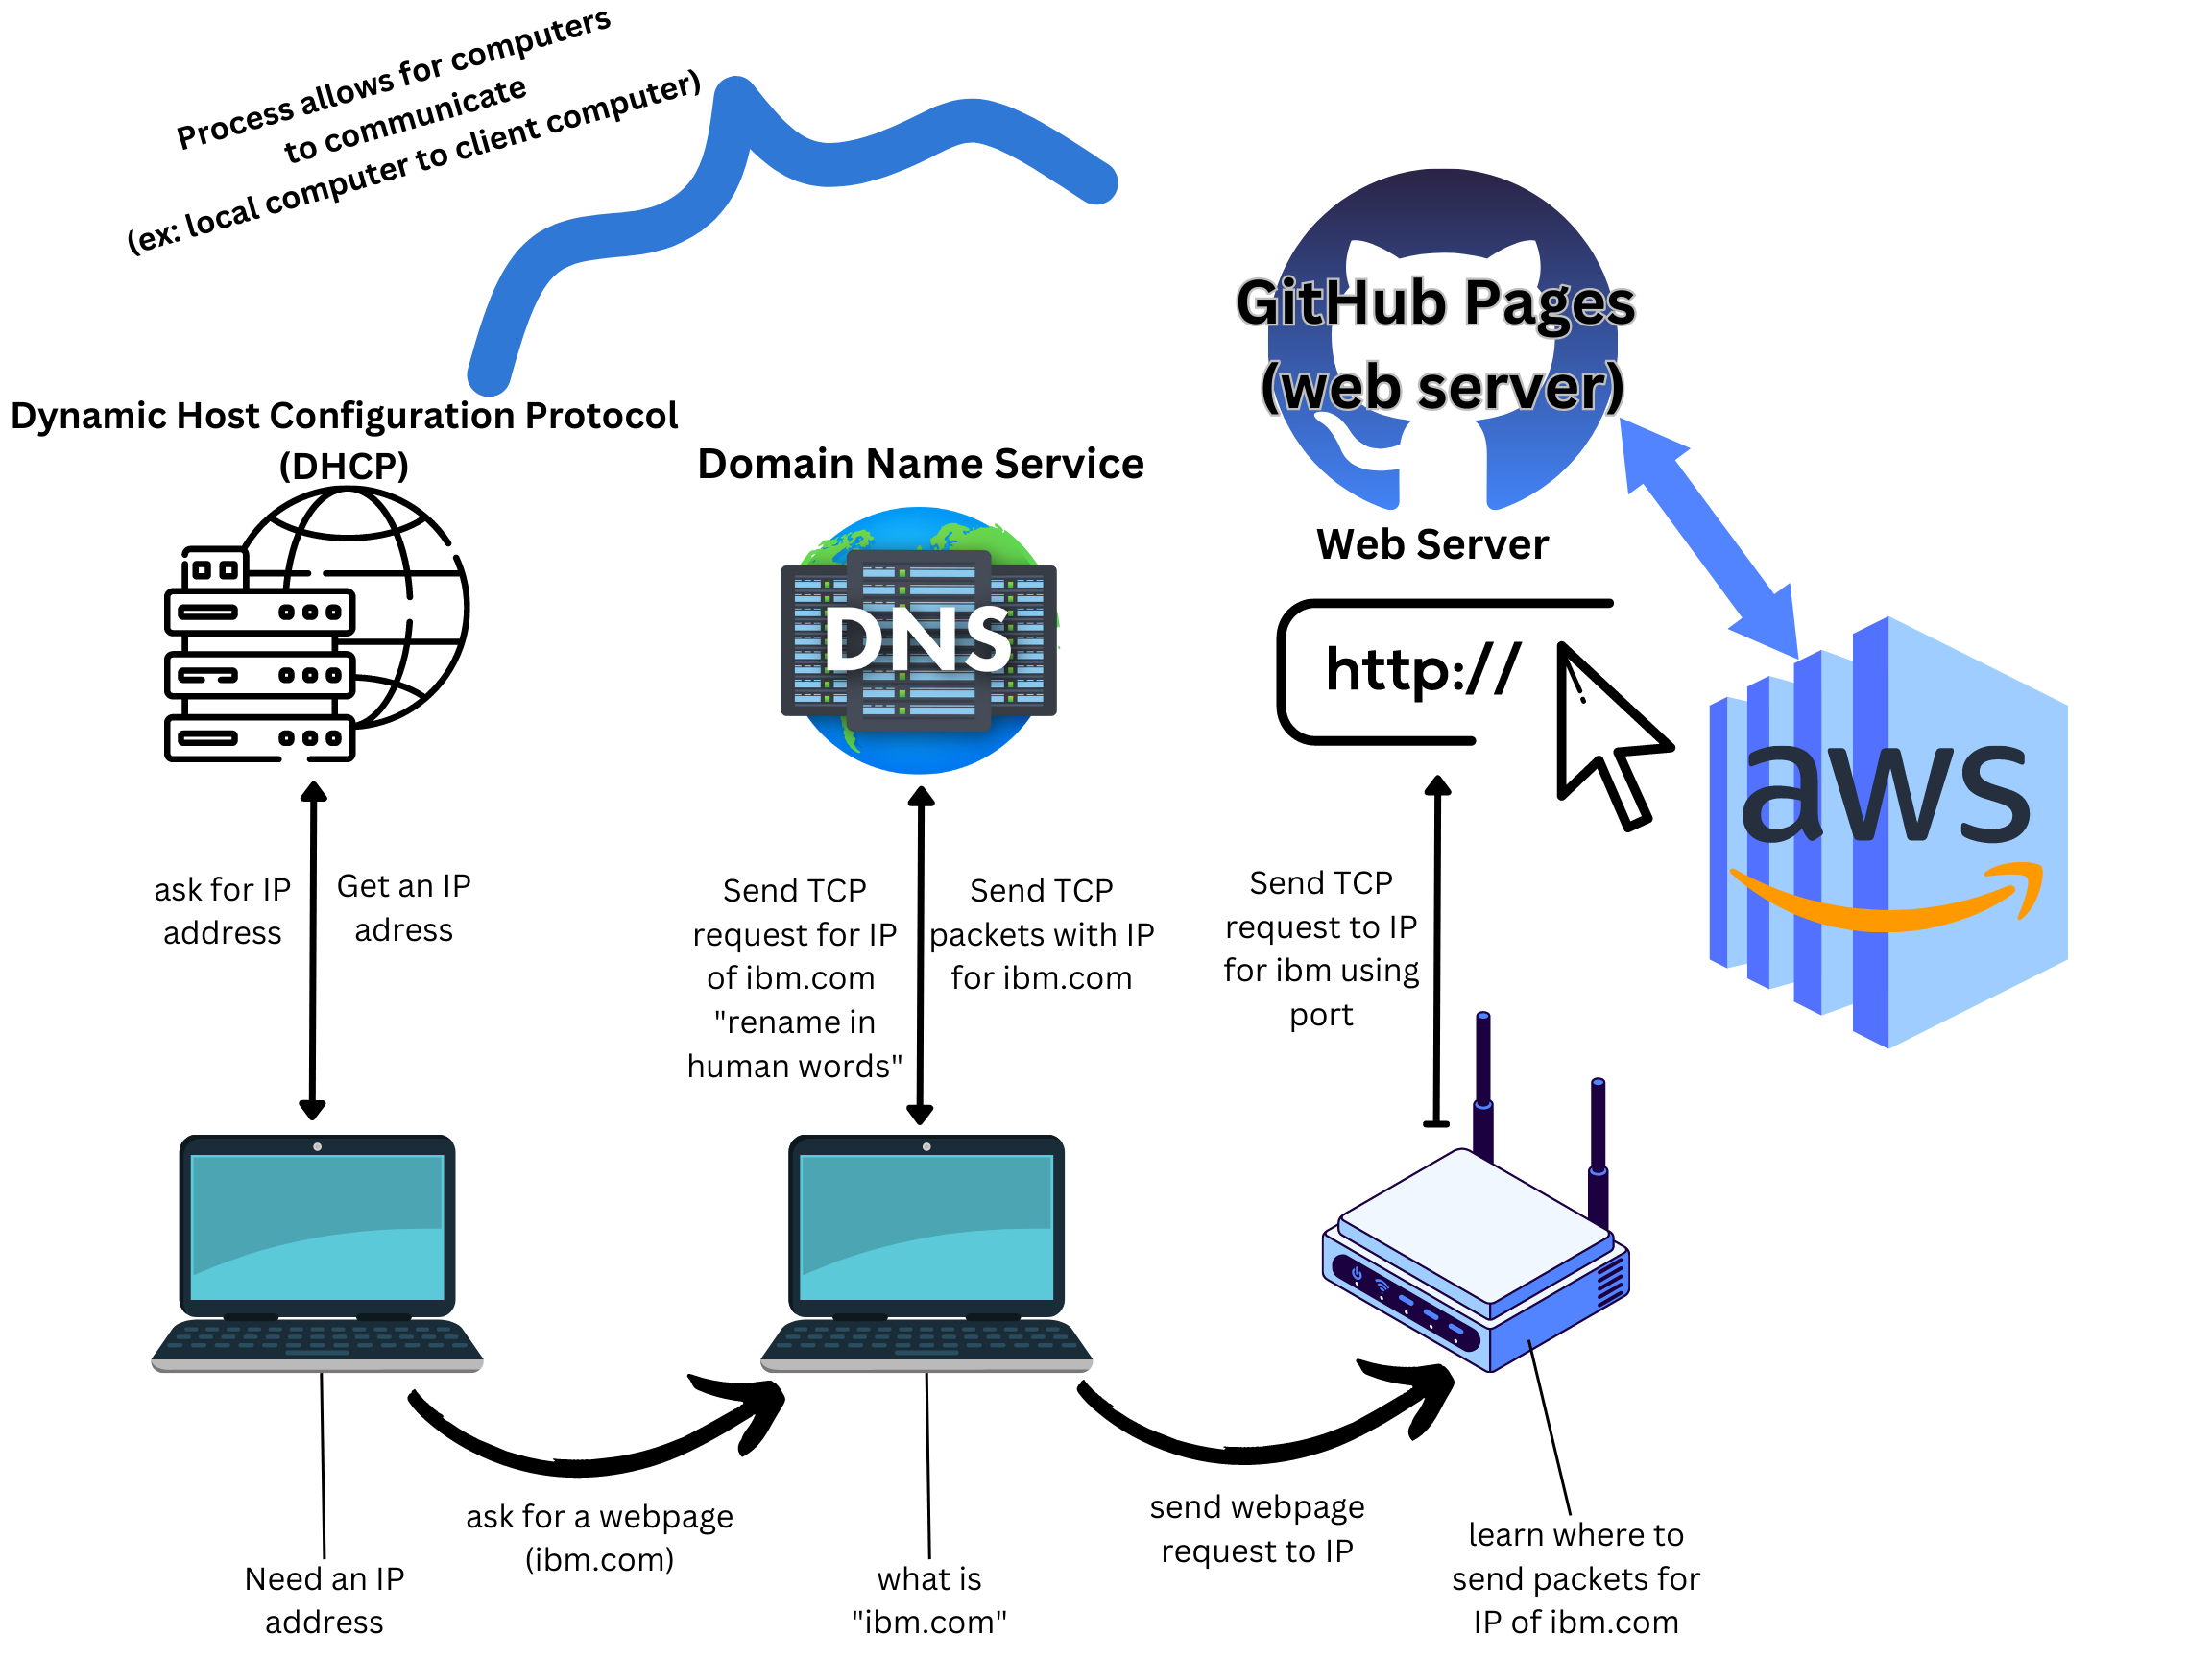 Process allows for computers
to communicate
(ex: local computer to client computer)
GitHub Pages
(web server)
Dynamic Host Configuration Protocol
(DHCP)
Domain Name Service
DNS
Web Server
http://
aws
ask for IP
address
Get an IP
adress
Send TCP
request for IP
of ibm.com
"rename in
human words"
Send TCP
packets with IP
for ibm.com
Send TCP
request to IP
for ibm using
port
ask for a webpage
(ibm.com)
send webpage
request to IP
Need an IP
address
what is
"ibm.com"
learn where to
send packets for
IP of ibm.com